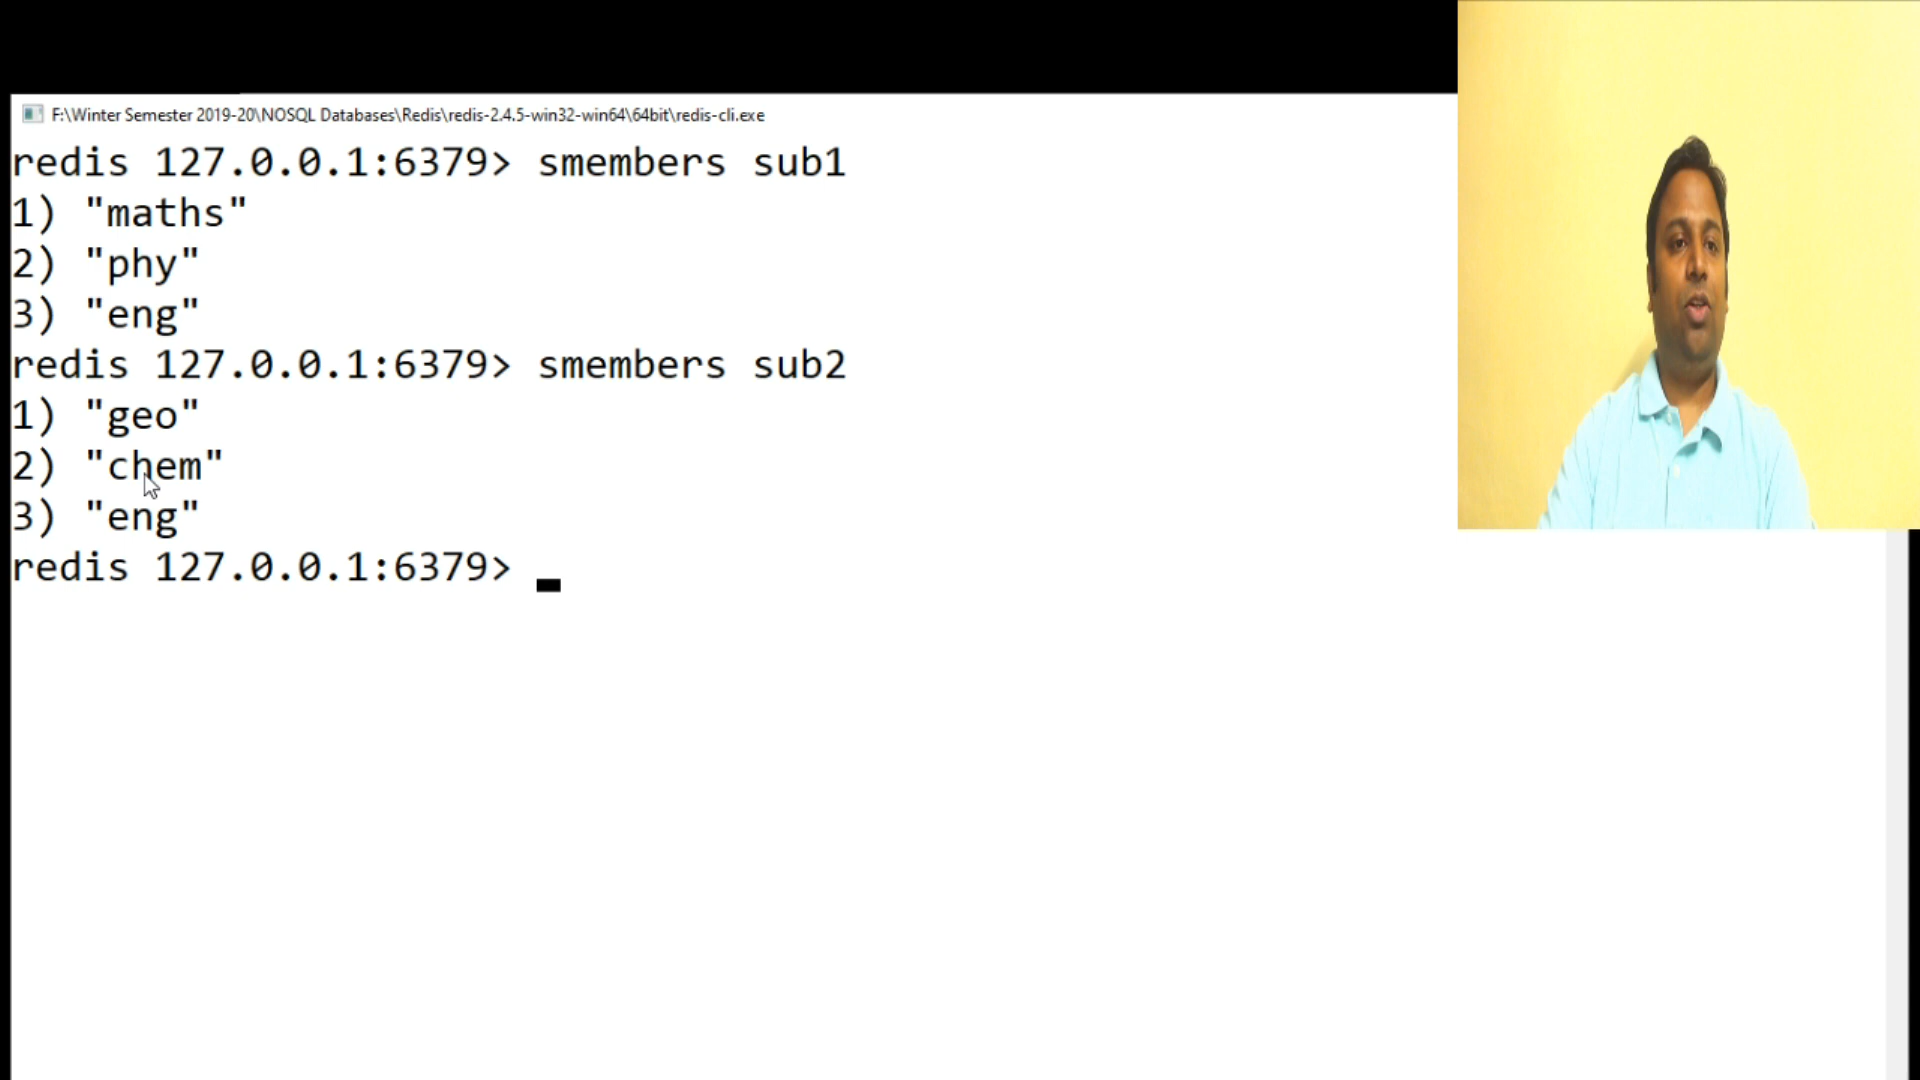 F:\Winter Semester 2019-20\NOSQL Databases\Redis\redis-2.4.5-win32-win64\64bit\redis-cli.exe
redis 127.0.0.1:6379> smembers sub1
1) "maths"
2) "phy"
3) "eng"
redis 127.0.0.1:6379> smembers sub2
1) "geo"
2) "chem"
3) "eng"
redis 127.0.0.1:6379>